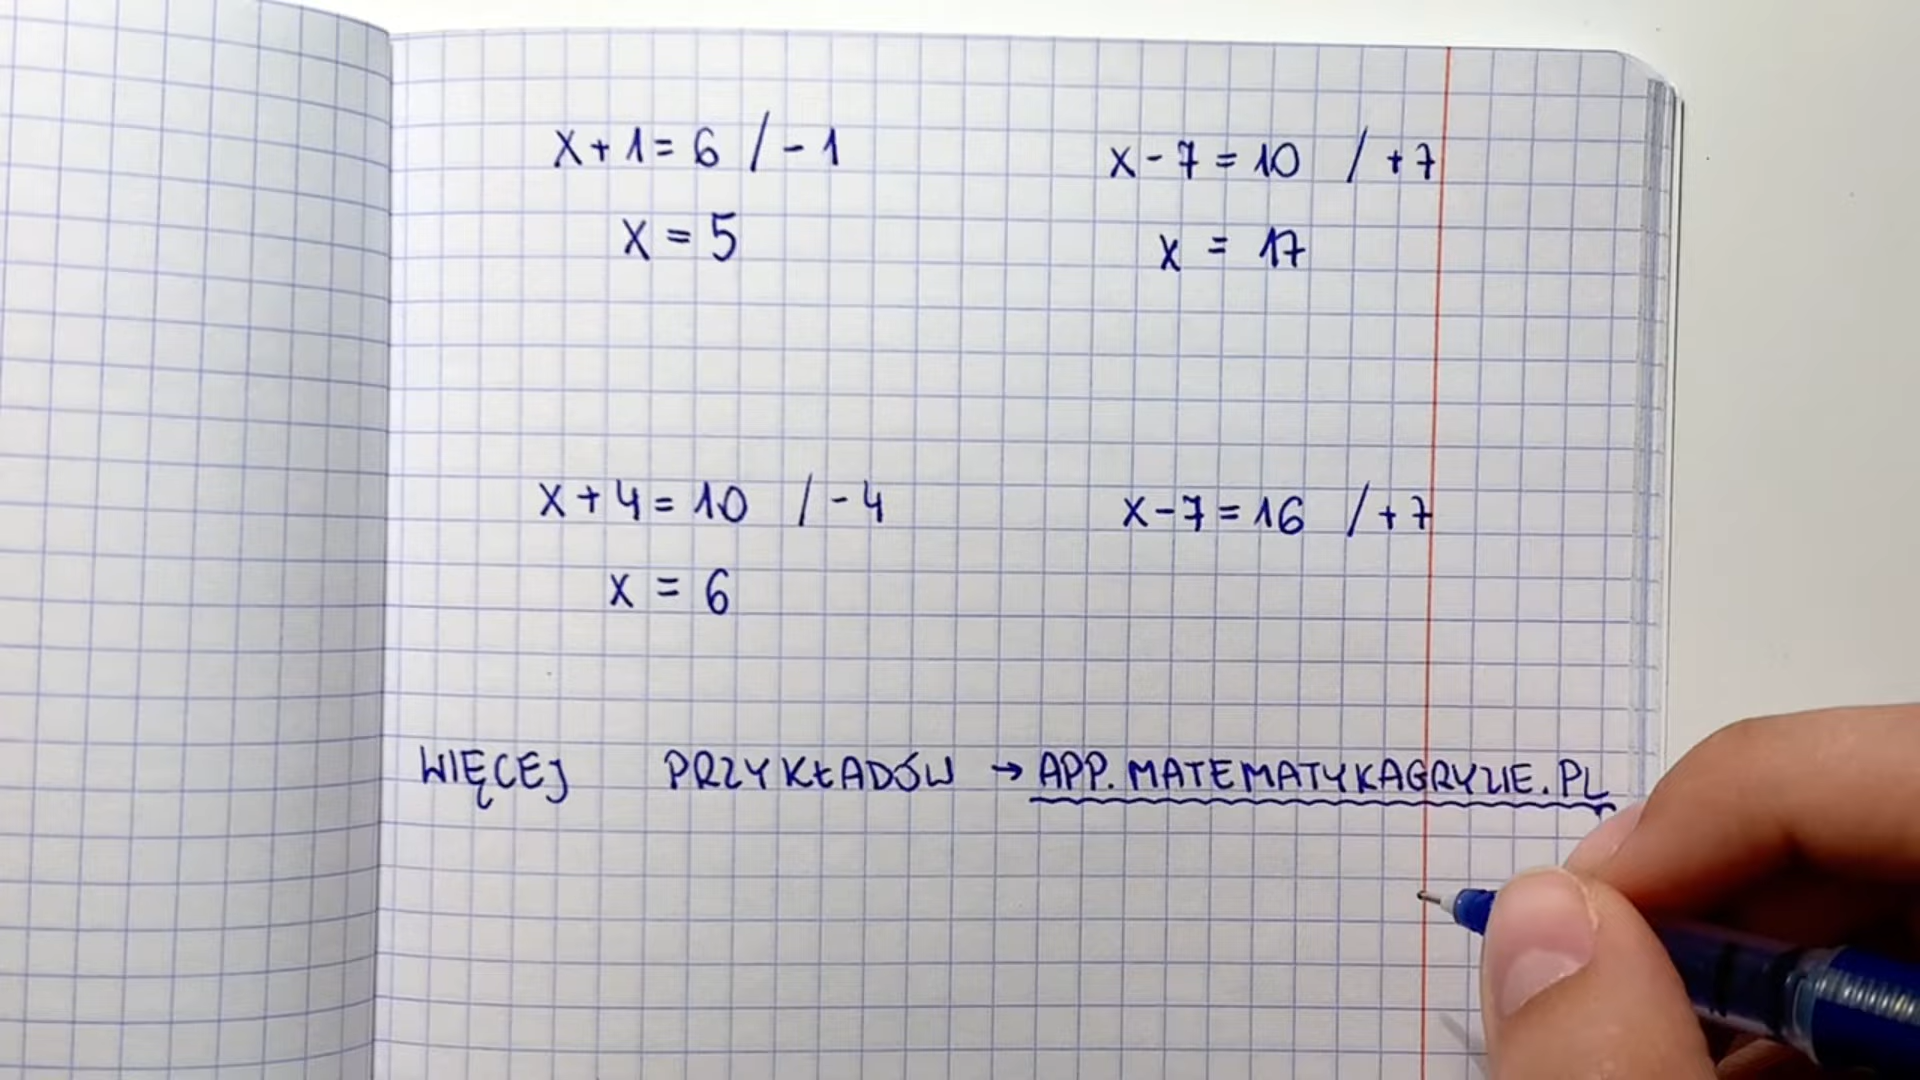 x + 1 = 6 / - 1
x = 5
x - 7 = 10 / + 7
x = 17
x + 4 = 10 / - 4
x = 6
x - 7 = 16 / + 7
WIĘCEJ PRZYKŁADÓW → APP.MATEMATYKAGRYZIE.PL